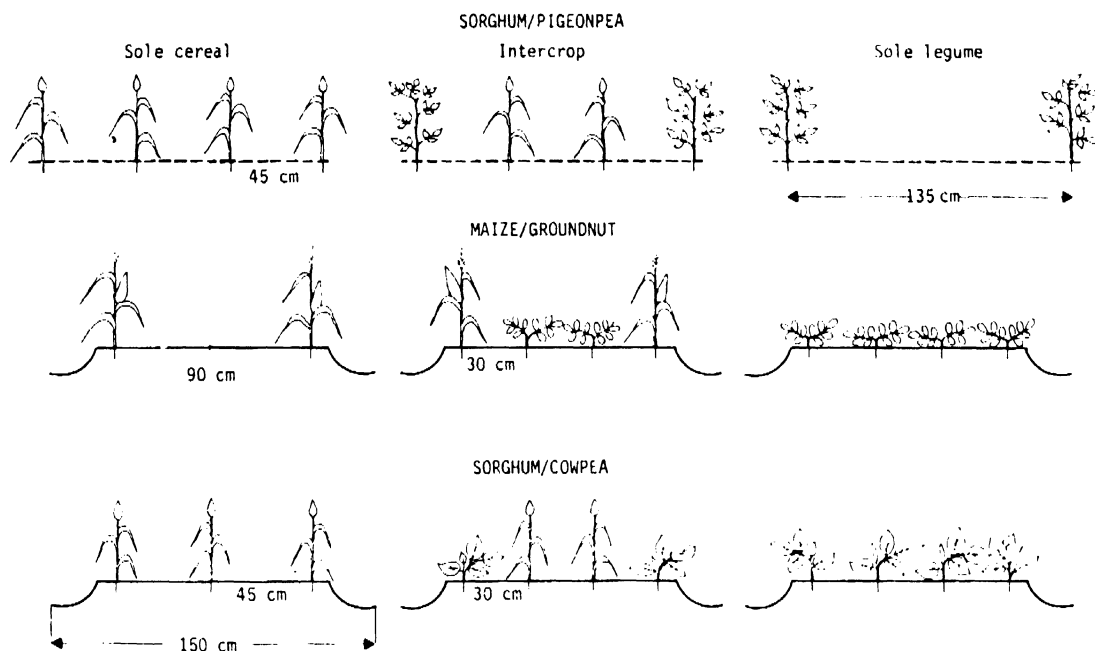 SORGHUM/PIGEONPEA
Sole cereal Intercrop Sole legume
45 cm
135 cm
MAIZE/GROUNDNUT
90 cm 30 cm
SORGHUM/COWPEA
45 cm 30 cm
150 cm